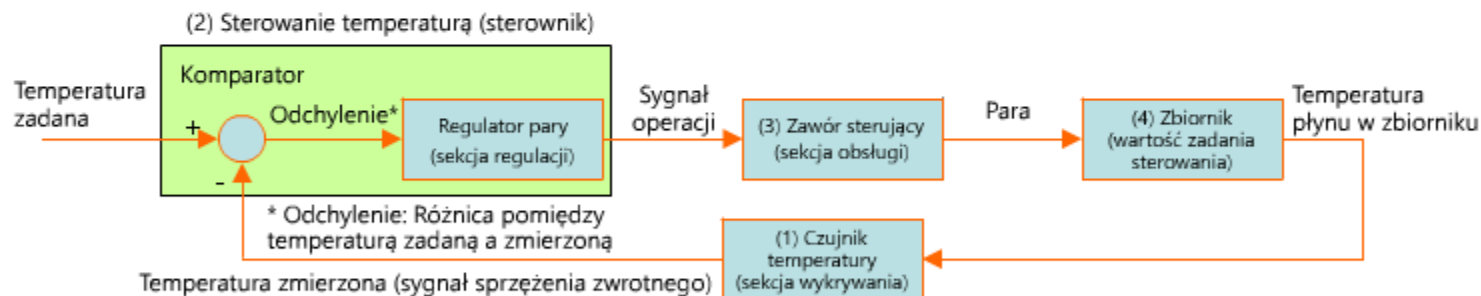 (2) Sterowanie temperaturą (sterownik)
Komparator
Temperatura
zadana
+
-
Odchylenie*
Regulator pary
(sekcja regulacji)
Sygnał
operacji
(3) Zawór sterujący
(sekcja obsługi)
Para
(4) Zbiornik
(wartość zadania
sterowania)
Temperatura
płynu w zbiorniku
* Odchylenie: Różnica pomiędzy
temperaturą zadaną a zmierzoną
(1) Czujnik
temperatury
(sekcja wykrywania)
Temperatura zmierzona (sygnał sprzężenia zwrotnego)